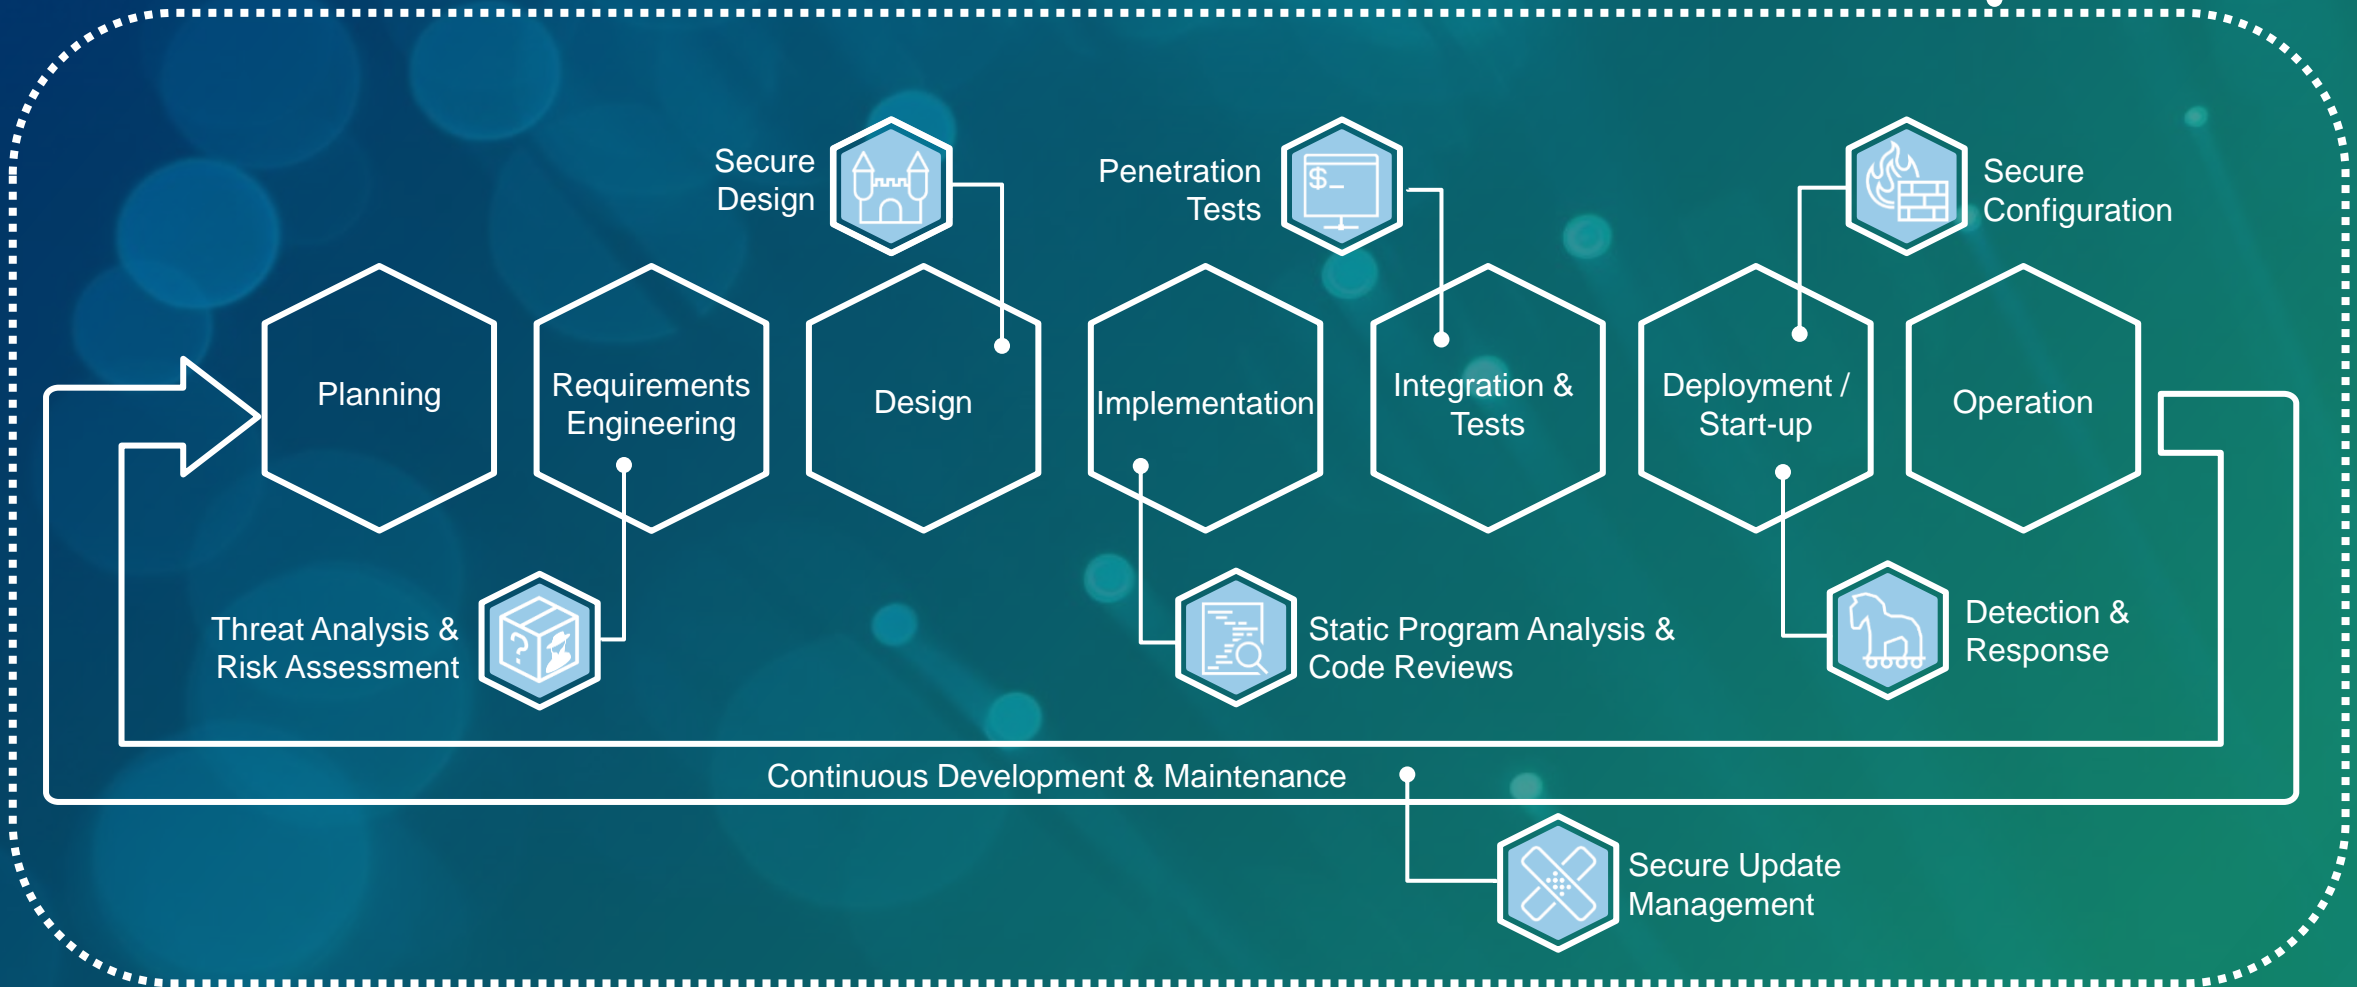 Secure
Design
Penetration
Tests
$_
Secure
Configuration
Planning
Requirements
Engineering
Design
Implementation
Integration &
Tests
Deployment /
Start-up
Operation
Threat Analysis &
Risk Assessment
?
Static Program Analysis &
Code Reviews
Detection &
Response
Continuous Development & Maintenance
Secure Update
Management